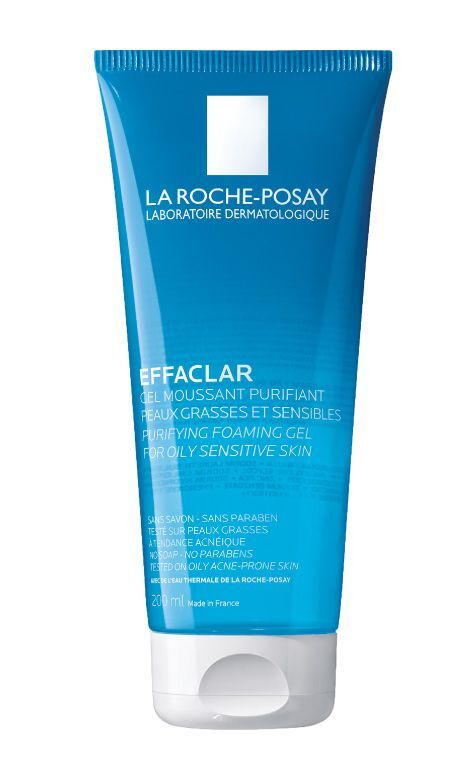 LA ROCHE-POSAY
LABORATOIRE DERMATOLOGIQUE
EFFACLAR
GEL MOUSSANT PURIFIANT
PEAUX GRASSES ET SENSIBLES
PURIFYING FOAMING GEL
FOR OILY SENSITIVE SKIN
SANS SAVON - SANS PARABEN
TESTÉ SUR PEAUX GRASSES
À TENDANCE ACNÉIQUE
NO SOAP - NO PARABENS
TESTED ON OILY ACNE-PRONE SKIN
AVEC DE L'EAU THERMALE DE LA ROCHE-POSAY
200 ml Made in France